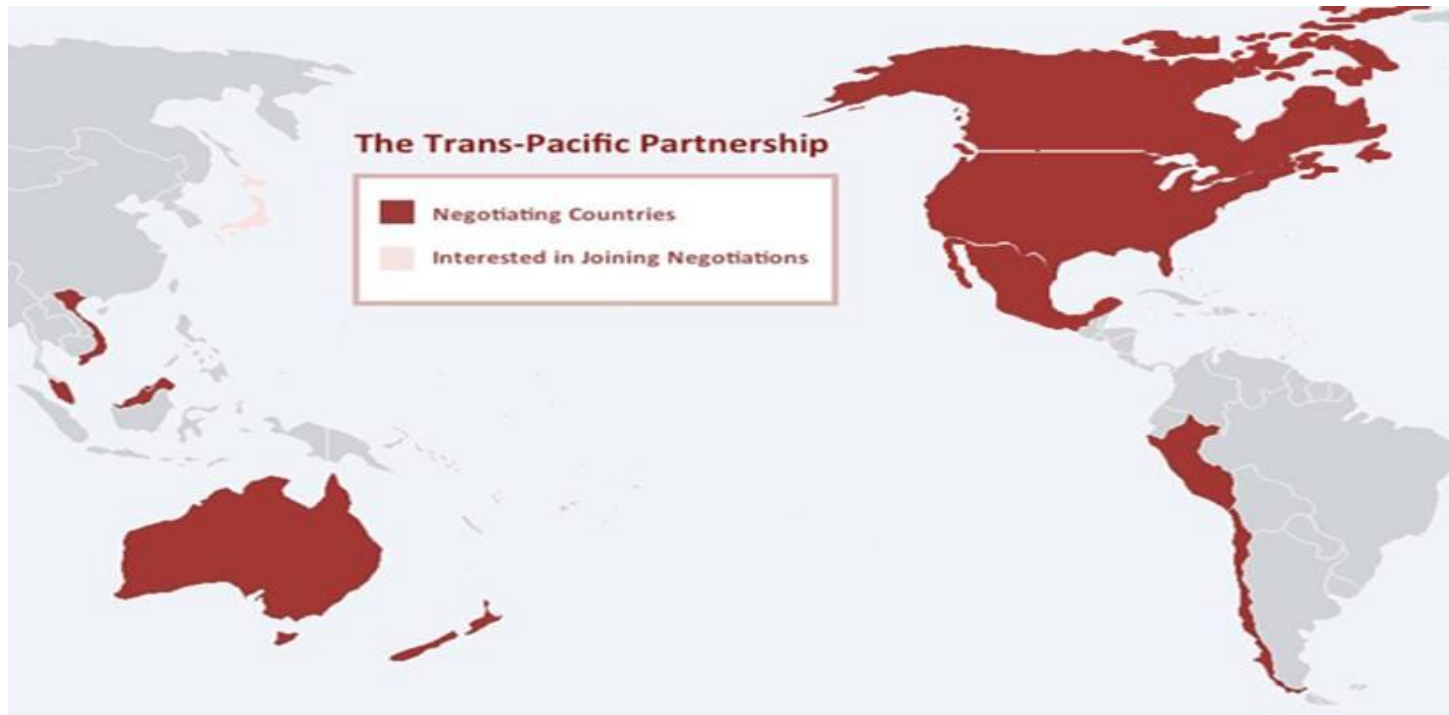 The Trans-Pacific Partnership
Negotiating Countries
Interested in Joining Negotiations